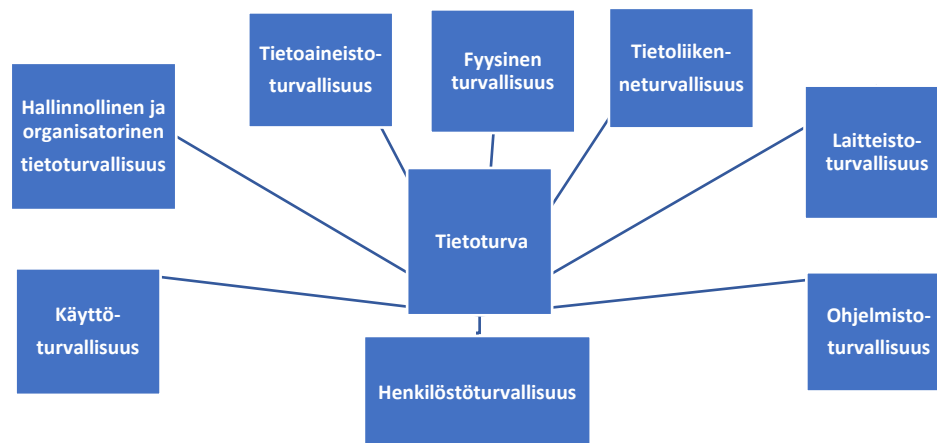 Tietoaineisto-
turvallisuus
Fyysinen
turvallisuus
Tietoliiken-
neturvallisuus
Hallinnollinen ja
organisatorinen
tietoturvallisuus
Laitteisto-
turvallisuus
Tietoturva
Käyttö-
turvallisuus
Ohjelmisto-
turvallisuus
Henkilöstöturvallisuus